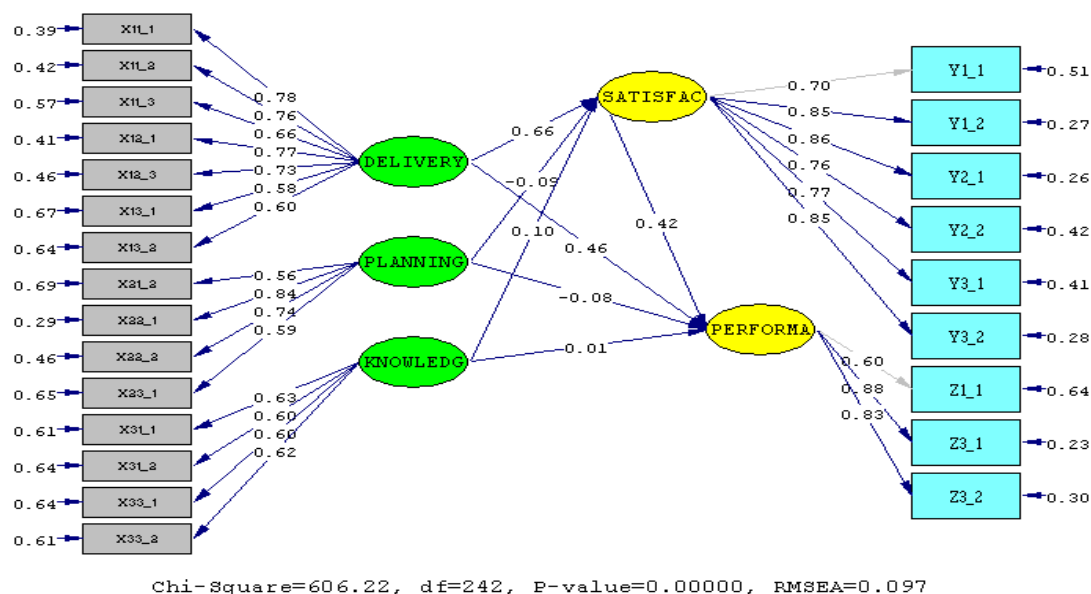 0.39
X11_1
0.42
X11_2
0.57
X11_3
0.41
X12_1
0.46
X12_3
0.67
X13_1
0.64
X13_2
0.69
X21_2
0.29
X22_1
0.46
X22_2
0.65
X23_1
0.61
X31_1
0.64
X31_2
0.64
X33_1
0.61
X33_2
0.78
0.76
0.66
0.77
0.73
0.58
0.60
0.56
0.84
0.74
0.59
0.63
0.60
0.60
0.62
DELIVERY
PLANNING
KNOWLEDG
0.66
-0.09
0.10
0.46
-0.08
0.01
0.42
SATISFAC
PERFORMA
0.70
0.85
0.86
0.76
0.77
0.85
0.60
0.88
0.83
Y1_1
0.51
Y1_2
0.27
Y2_1
0.26
Y2_2
0.42
Y3_1
0.41
Y3_2
0.28
Z1_1
0.64
Z3_1
0.23
Z3_2
0.30
Chi-Square=606.22, df=242, P-value=0.00000, RMSEA=0.097